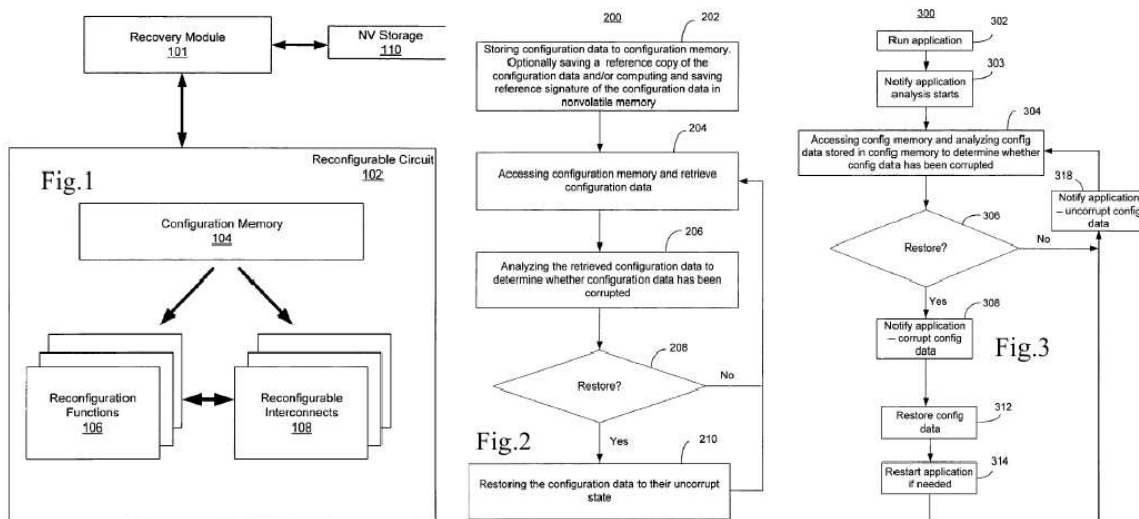 Recovery Module
101
NV Storage
110
Reconfigurable Circuit
102
Fig.1
Configuration Memory
104
Reconfiguration
Functions
106
Reconfigurable
Interconnects
108
200
202
Storing configuration data to configuration memory.
Optionally saving a reference copy of the
configuration data and/or computing and saving
reference signature of the configuration data in
nonvolatile memory
204
Accessing configuration memory and retrieve
configuration data
206
Analyzing the retrieved configuration data to
determine whether configuration data has been
corrupted
208
Restore?
No
Yes
Fig.2
210
Restoring the configuration data to their uncorrupt
state
300
302
Run application
303
Notify application
analysis starts
304
Accessing config memory and analyzing config
data stored in config memory to determine whether
config data has been corrupted
318
Notify application
– uncorrupt config
data
306
Restore?
No
Yes
308
Notify application
– corrupt config
data
Fig.3
312
Restore config
data
314
Restart application
if needed